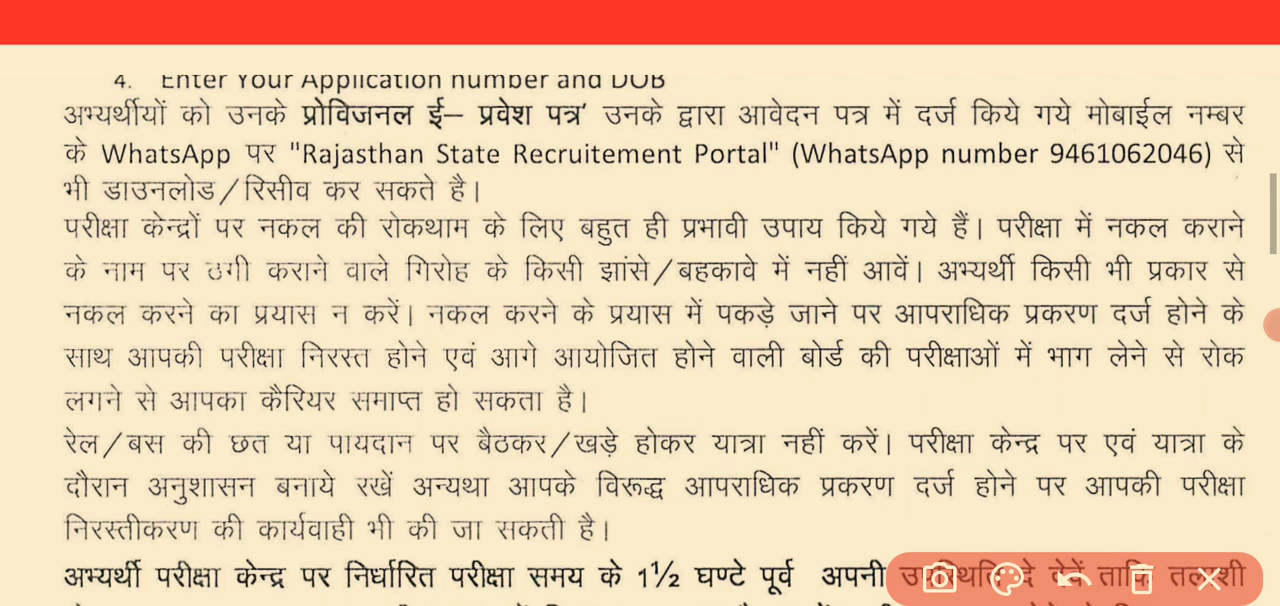 4. Enter Your Application number and DOB
अभ्यर्थीयों को उनके प्रोविजनल ई– प्रवेश पत्र' उनके द्वारा आवेदन पत्र में दर्ज किये गये मोबाईल नम्बर
के WhatsApp पर "Rajasthan State Recruitement Portal" (WhatsApp number 9461062046) से
भी डाउनलोड/रिसीव कर सकते है।
परीक्षा केन्द्रों पर नकल की रोकथाम के लिए बहुत ही प्रभावी उपाय किये गये हैं। परीक्षा में नकल कराने
के नाम पर ठगी कराने वाले गिरोह के किसी झांसे/बहकावे में नहीं आवें। अभ्यर्थी किसी भी प्रकार से
नकल करने का प्रयास न करें। नकल करने के प्रयास में पकड़े जाने पर आपराधिक प्रकरण दर्ज होने के
साथ आपकी परीक्षा निरस्त होने एवं आगे आयोजित होने वाली बोर्ड की परीक्षाओं में भाग लेने से रोक
लगने से आपका कैरियर समाप्त हो सकता है।
रेल/बस की छत या पायदान पर बैठकर/खड़े होकर यात्रा नहीं करें। परीक्षा केन्द्र पर एवं यात्रा के
दौरान अनुशासन बनाये रखें अन्यथा आपके विरूद्ध आपराधिक प्रकरण दर्ज होने पर आपकी परीक्षा
निरस्तीकरण की कार्यवाही भी की जा सकती है।
अभ्यर्थी परीक्षा केन्द्र पर निर्धारित परीक्षा समय के 1½ घण्टे पूर्व अपनी उपस्थिति दे देवें ताकि तलाशी